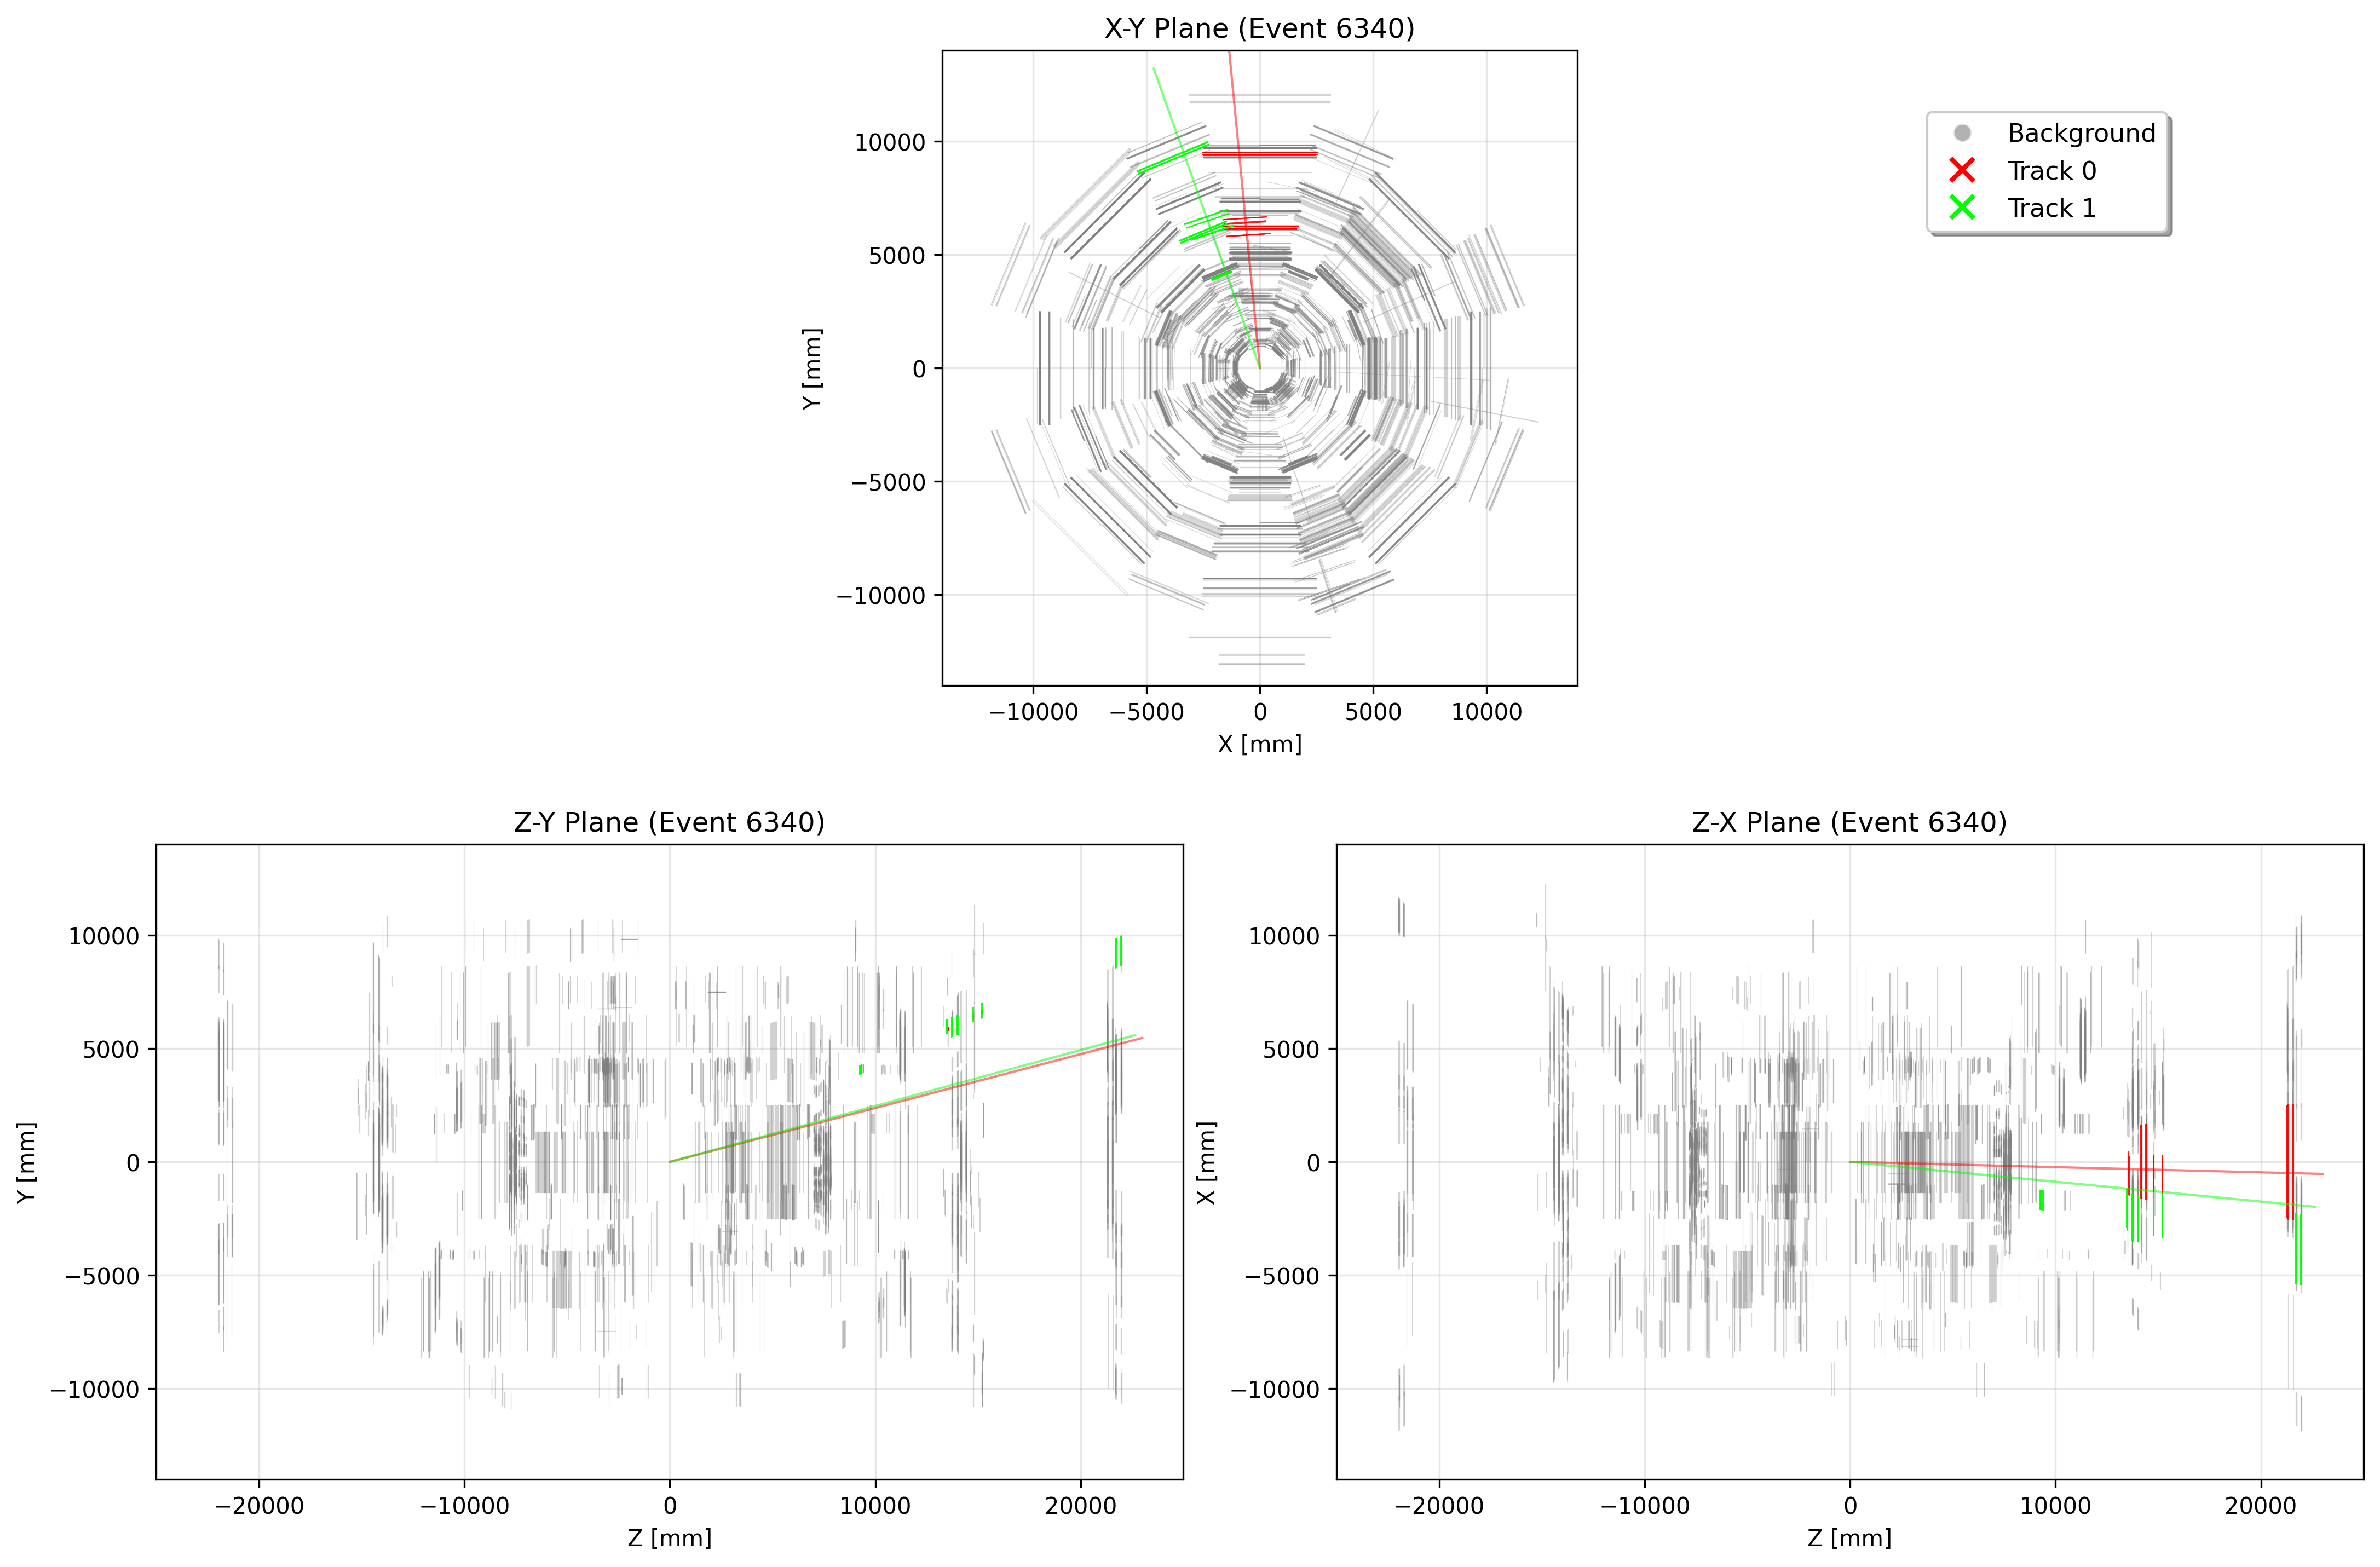 X-Y Plane (Event 6340)
10000
5000
0
−5000
−10000
Y [mm]
−10000 −5000 0 5000 10000
X [mm]
Background
Track 0
Track 1
Z-Y Plane (Event 6340)
10000
5000
0
−5000
−10000
Y [mm]
−20000 −10000 0 10000 20000
Z [mm]
Z-X Plane (Event 6340)
10000
5000
0
−5000
−10000
X [mm]
−20000 −10000 0 10000 20000
Z [mm]